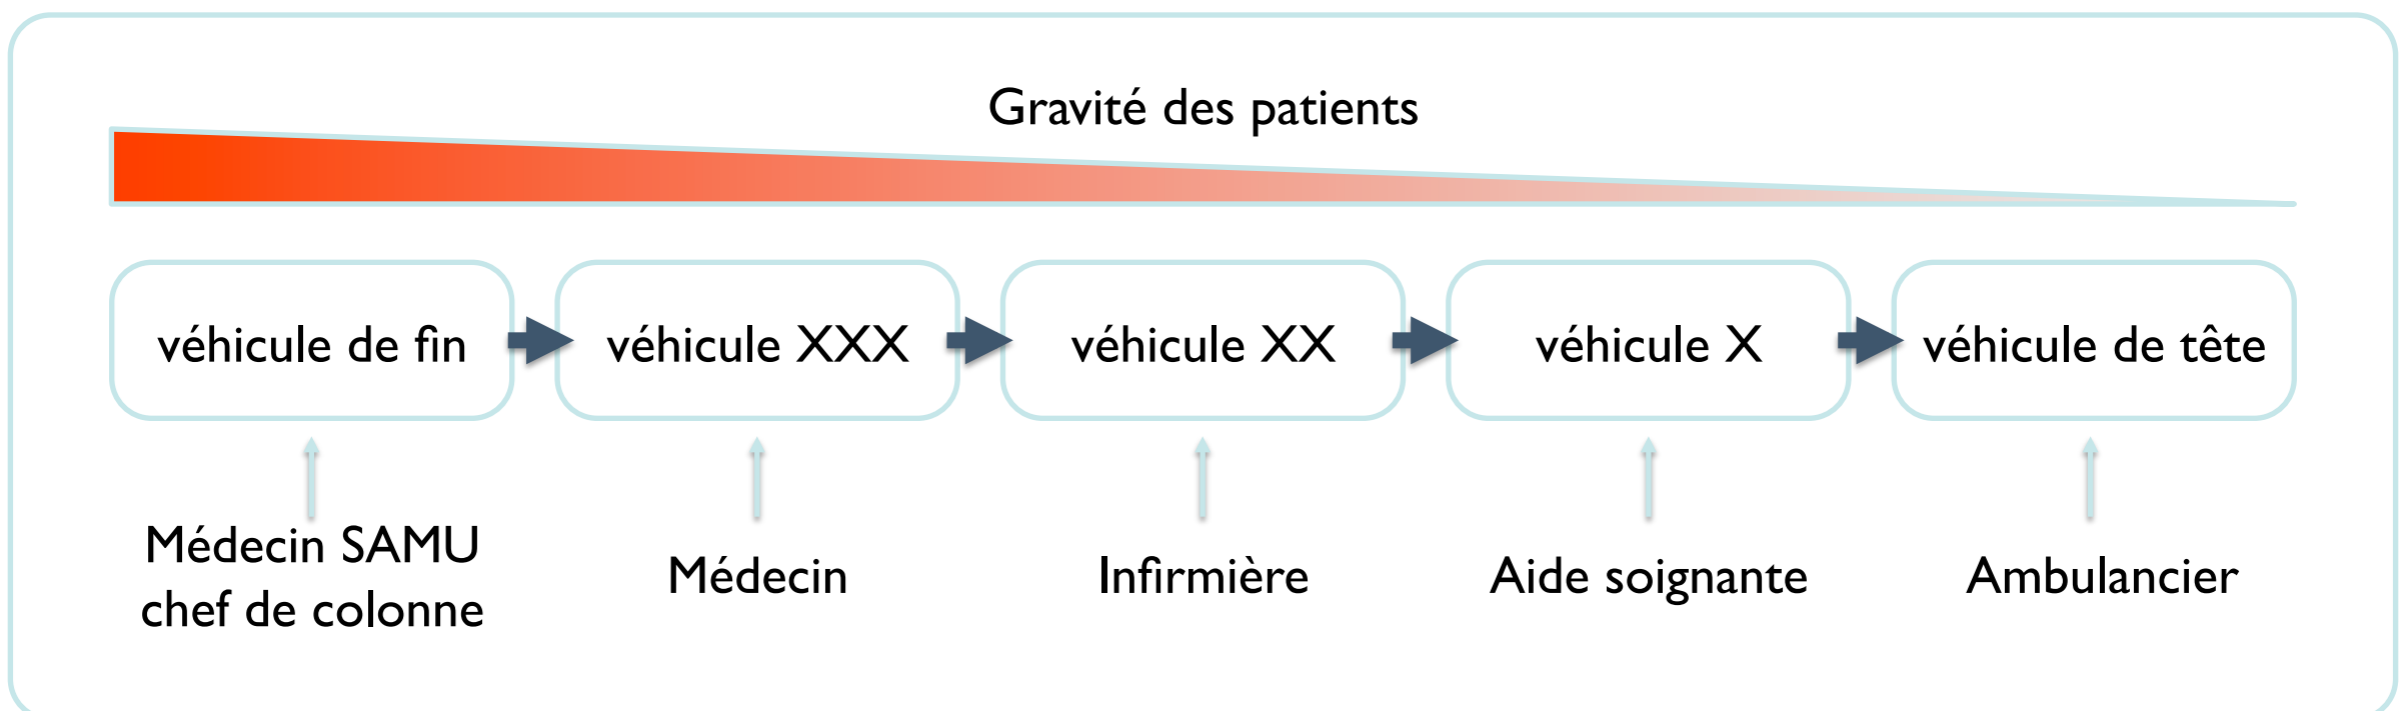 Gravité des patients
véhicule de fin
véhicule XXX
véhicule XX
véhicule X
véhicule de tête
Médecin SAMU
chef de colonne
Médecin
Infirmière
Aide soignante
Ambulancier